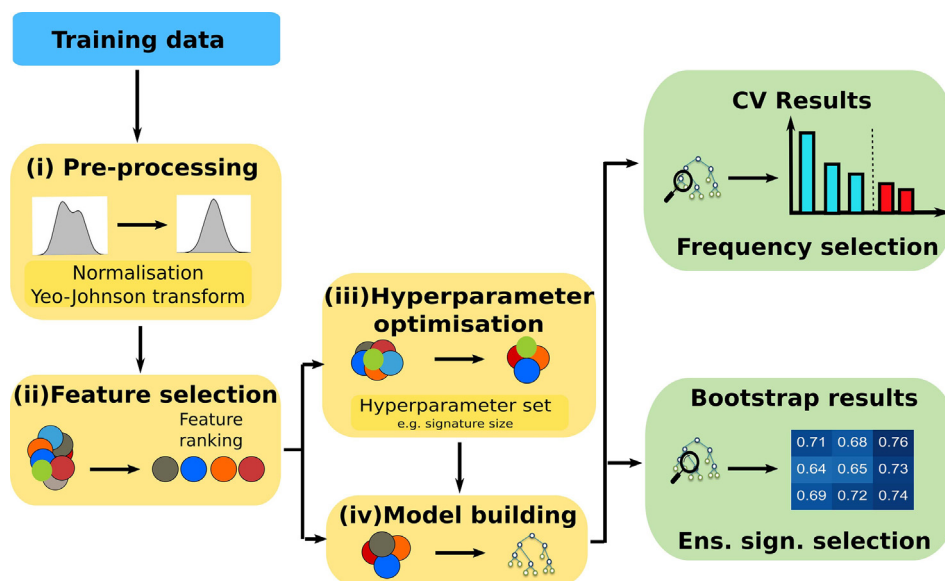 Training data
(i) Pre-processing
Normalisation
Yeo-Johnson transform
(ii)Feature selection
Feature
ranking
(iii)Hyperparameter
optimisation
Hyperparameter set
e.g. signature size
(iv)Model building
CV Results
Frequency selection
Bootstrap results
0.71 0.68 0.76
0.64 0.65 0.73
0.69 0.72 0.74
Ens. sign. selection